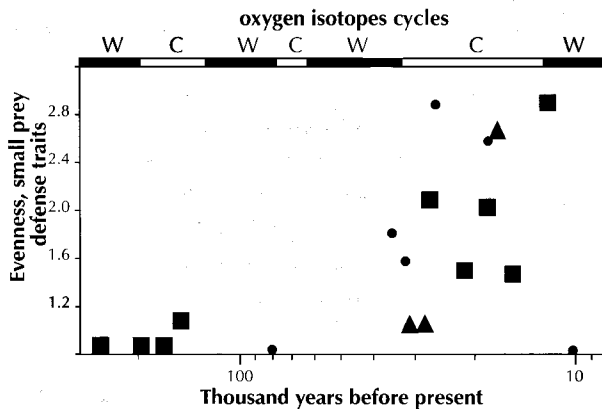 oxygen isotopes cycles
W C W C W C W
Evenness, small prey
defense traits
2.8
2.4
2.0
1.6
1.2
100 10
Thousand years before present